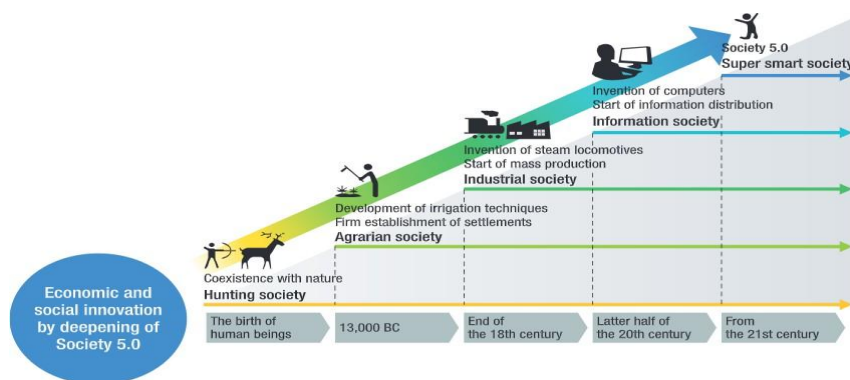 Society 5.0
Super smart society
Invention of computers
Start of information distribution
Information society
Invention of steam locomotives
Start of mass production
Industrial society
Development of irrigation techniques
Firm establishment of settlements
Agrarian society
Coexistence with nature
Hunting society
Economic and
social innovation
by deepening of
Society 5.0
The birth of
human beings
13,000 BC
End of
the 18th century
Latter half of
the 20th century
From
the 21st century